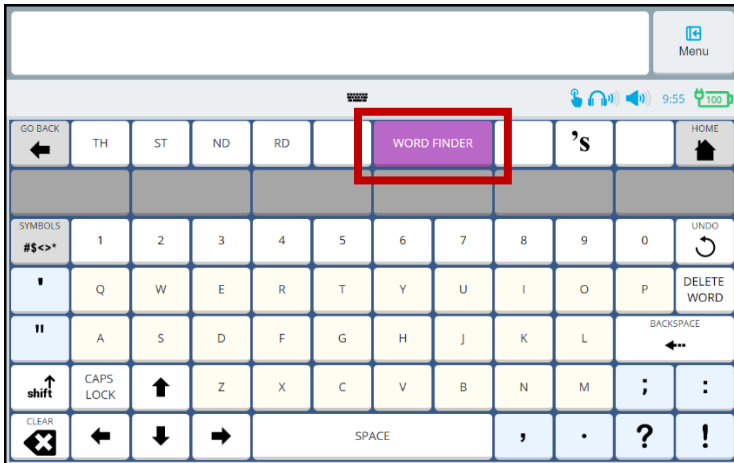 Menu
9:55 100
GO BACK TH ST ND RD WORD FINDER 's HOME
SYMBOLS #$<>* 1 2 3 4 5 6 7 8 9 0 UNDO
' Q W E R T Y U I O P DELETE WORD
" A S D F G H J K L BACKSPACE
shift CAPS LOCK Z X C V B N M ; :
CLEAR SPACE , . ? !